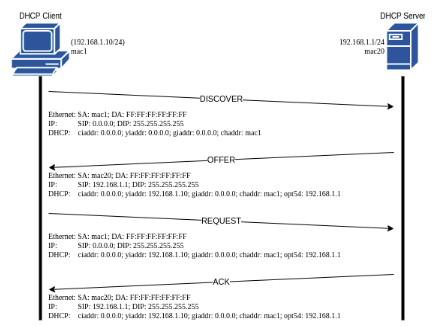 DHCP Client
DHCP Server
(192.168.1.10/24)
mac1
192.168.1.1/24
mac20
DISCOVER
Ethernet: SA: mac1; DA: FF:FF:FF:FF:FF:FF
IP: SIP: 0.0.0.0; DIP: 255.255.255.255
DHCP: ciaddr: 0.0.0.0; yiaddr: 0.0.0.0; giaddr: 0.0.0.0; chaddr: mac1
OFFER
Ethernet: SA: mac20; DA: FF:FF:FF:FF:FF:FF
IP: SIP: 192.168.1.1; DIP: 255.255.255.255
DHCP: ciaddr: 0.0.0.0; yiaddr: 192.168.1.10; giaddr: 0.0.0.0; chaddr: mac1; opt54: 192.168.1.1
REQUEST
Ethernet: SA: mac1; DA: FF:FF:FF:FF:FF:FF
IP: SIP: 0.0.0.0; DIP: 255.255.255.255
DHCP: ciaddr: 0.0.0.0; yiaddr: 0.0.0.0; giaddr: 0.0.0.0; chaddr: mac1; opt54: 192.168.1.1
ACK
Ethernet: SA: mac20; DA: FF:FF:FF:FF:FF:FF
IP: SIP: 192.168.1.1; DIP: 255.255.255.255
DHCP: ciaddr: 0.0.0.0; yiaddr: 192.168.1.10; giaddr: 0.0.0.0; chaddr: mac1; opt54: 192.168.1.1